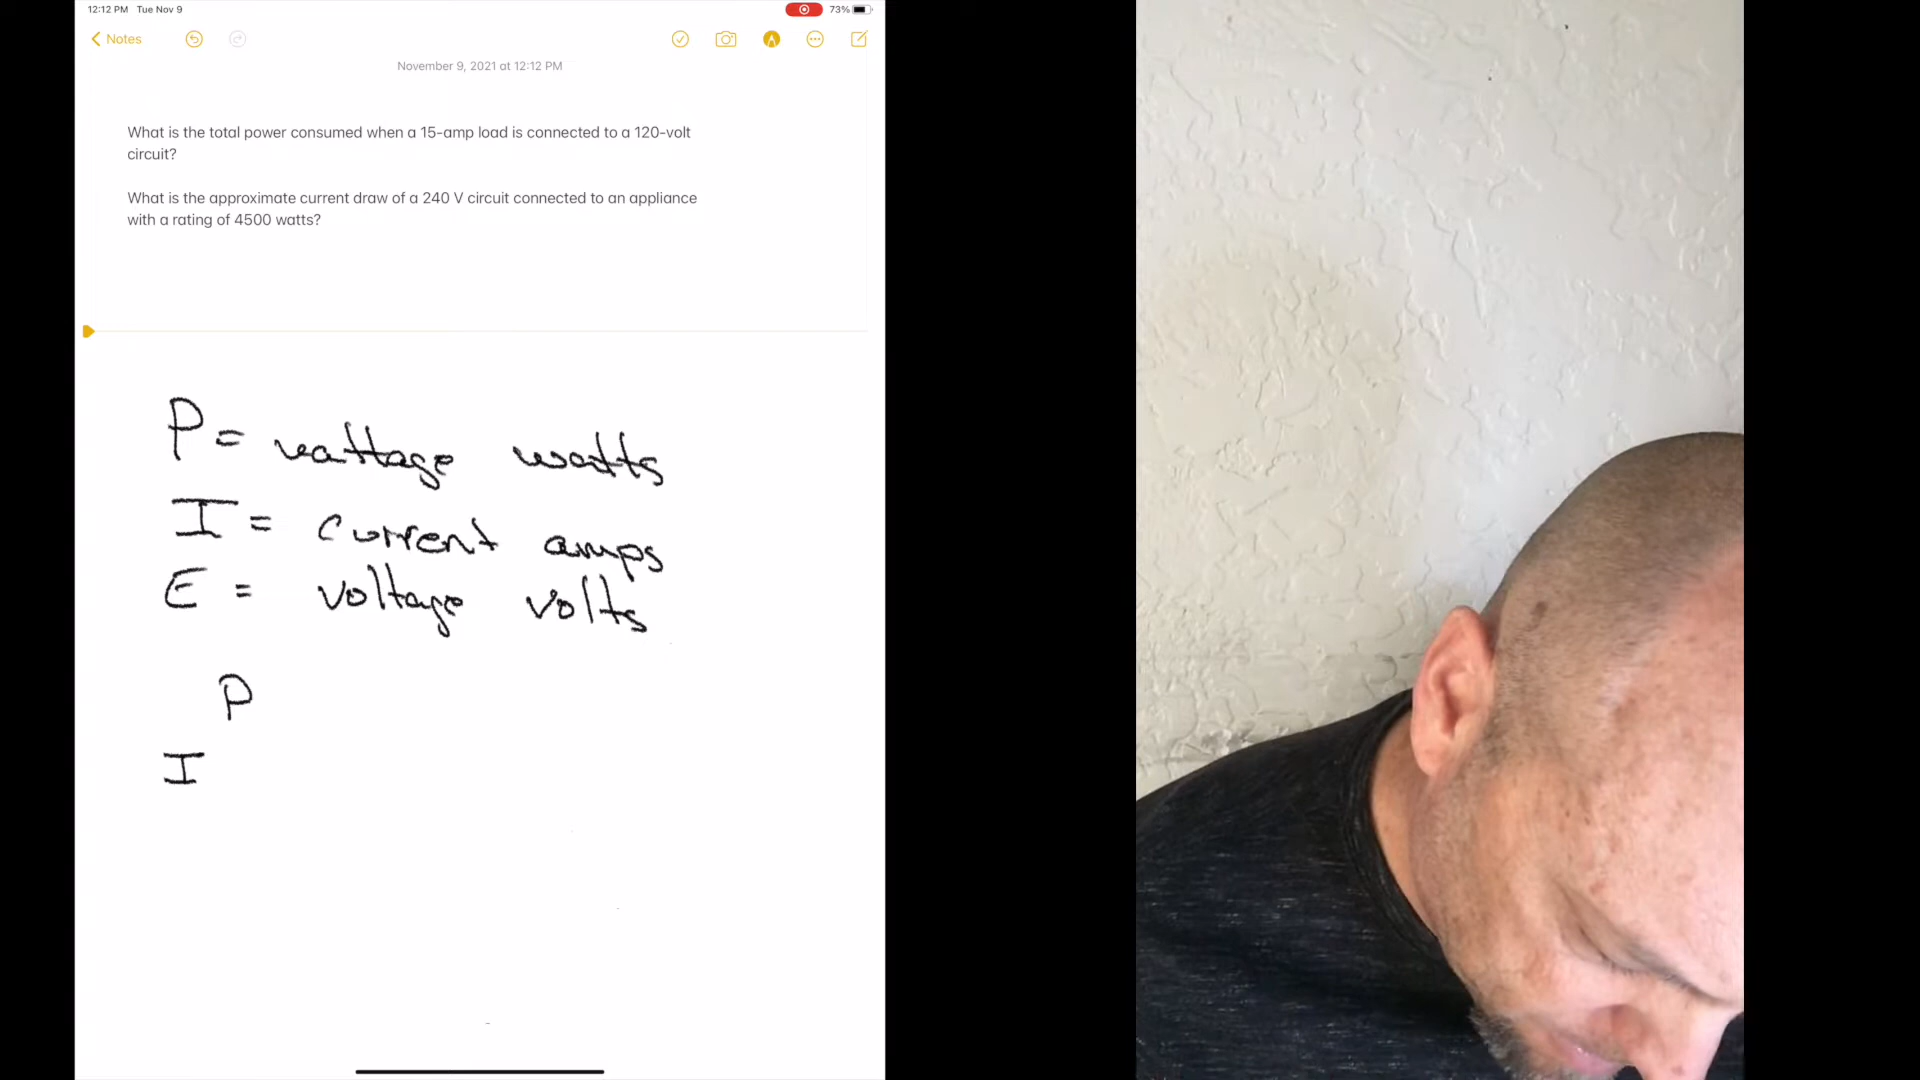 12:12 PM Tue Nov 9 73%
Notes
November 9, 2021 at 12:12 PM
What is the total power consumed when a 15-amp load is connected to a 120-volt
circuit?
What is the approximate current draw of a 240 V circuit connected to an appliance
with a rating of 4500 watts?
P = wattage watts
I = current amps
E = voltage volts
P
I